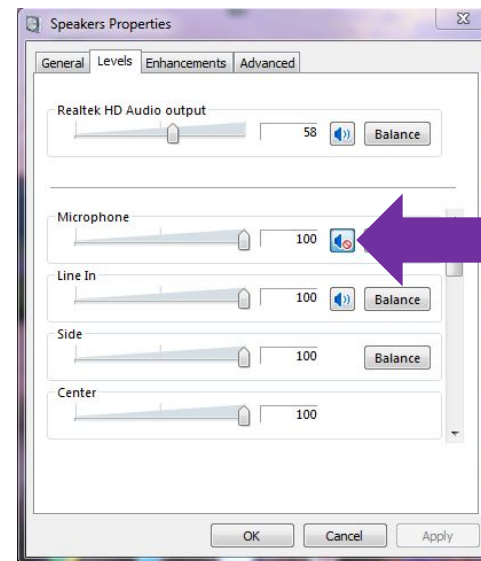 Speakers Properties
General Levels Enhancements Advanced
Realtek HD Audio output
58 Balance
Microphone
100
Line In
100 Balance
Side
100 Balance
Center
100
OK Cancel Apply